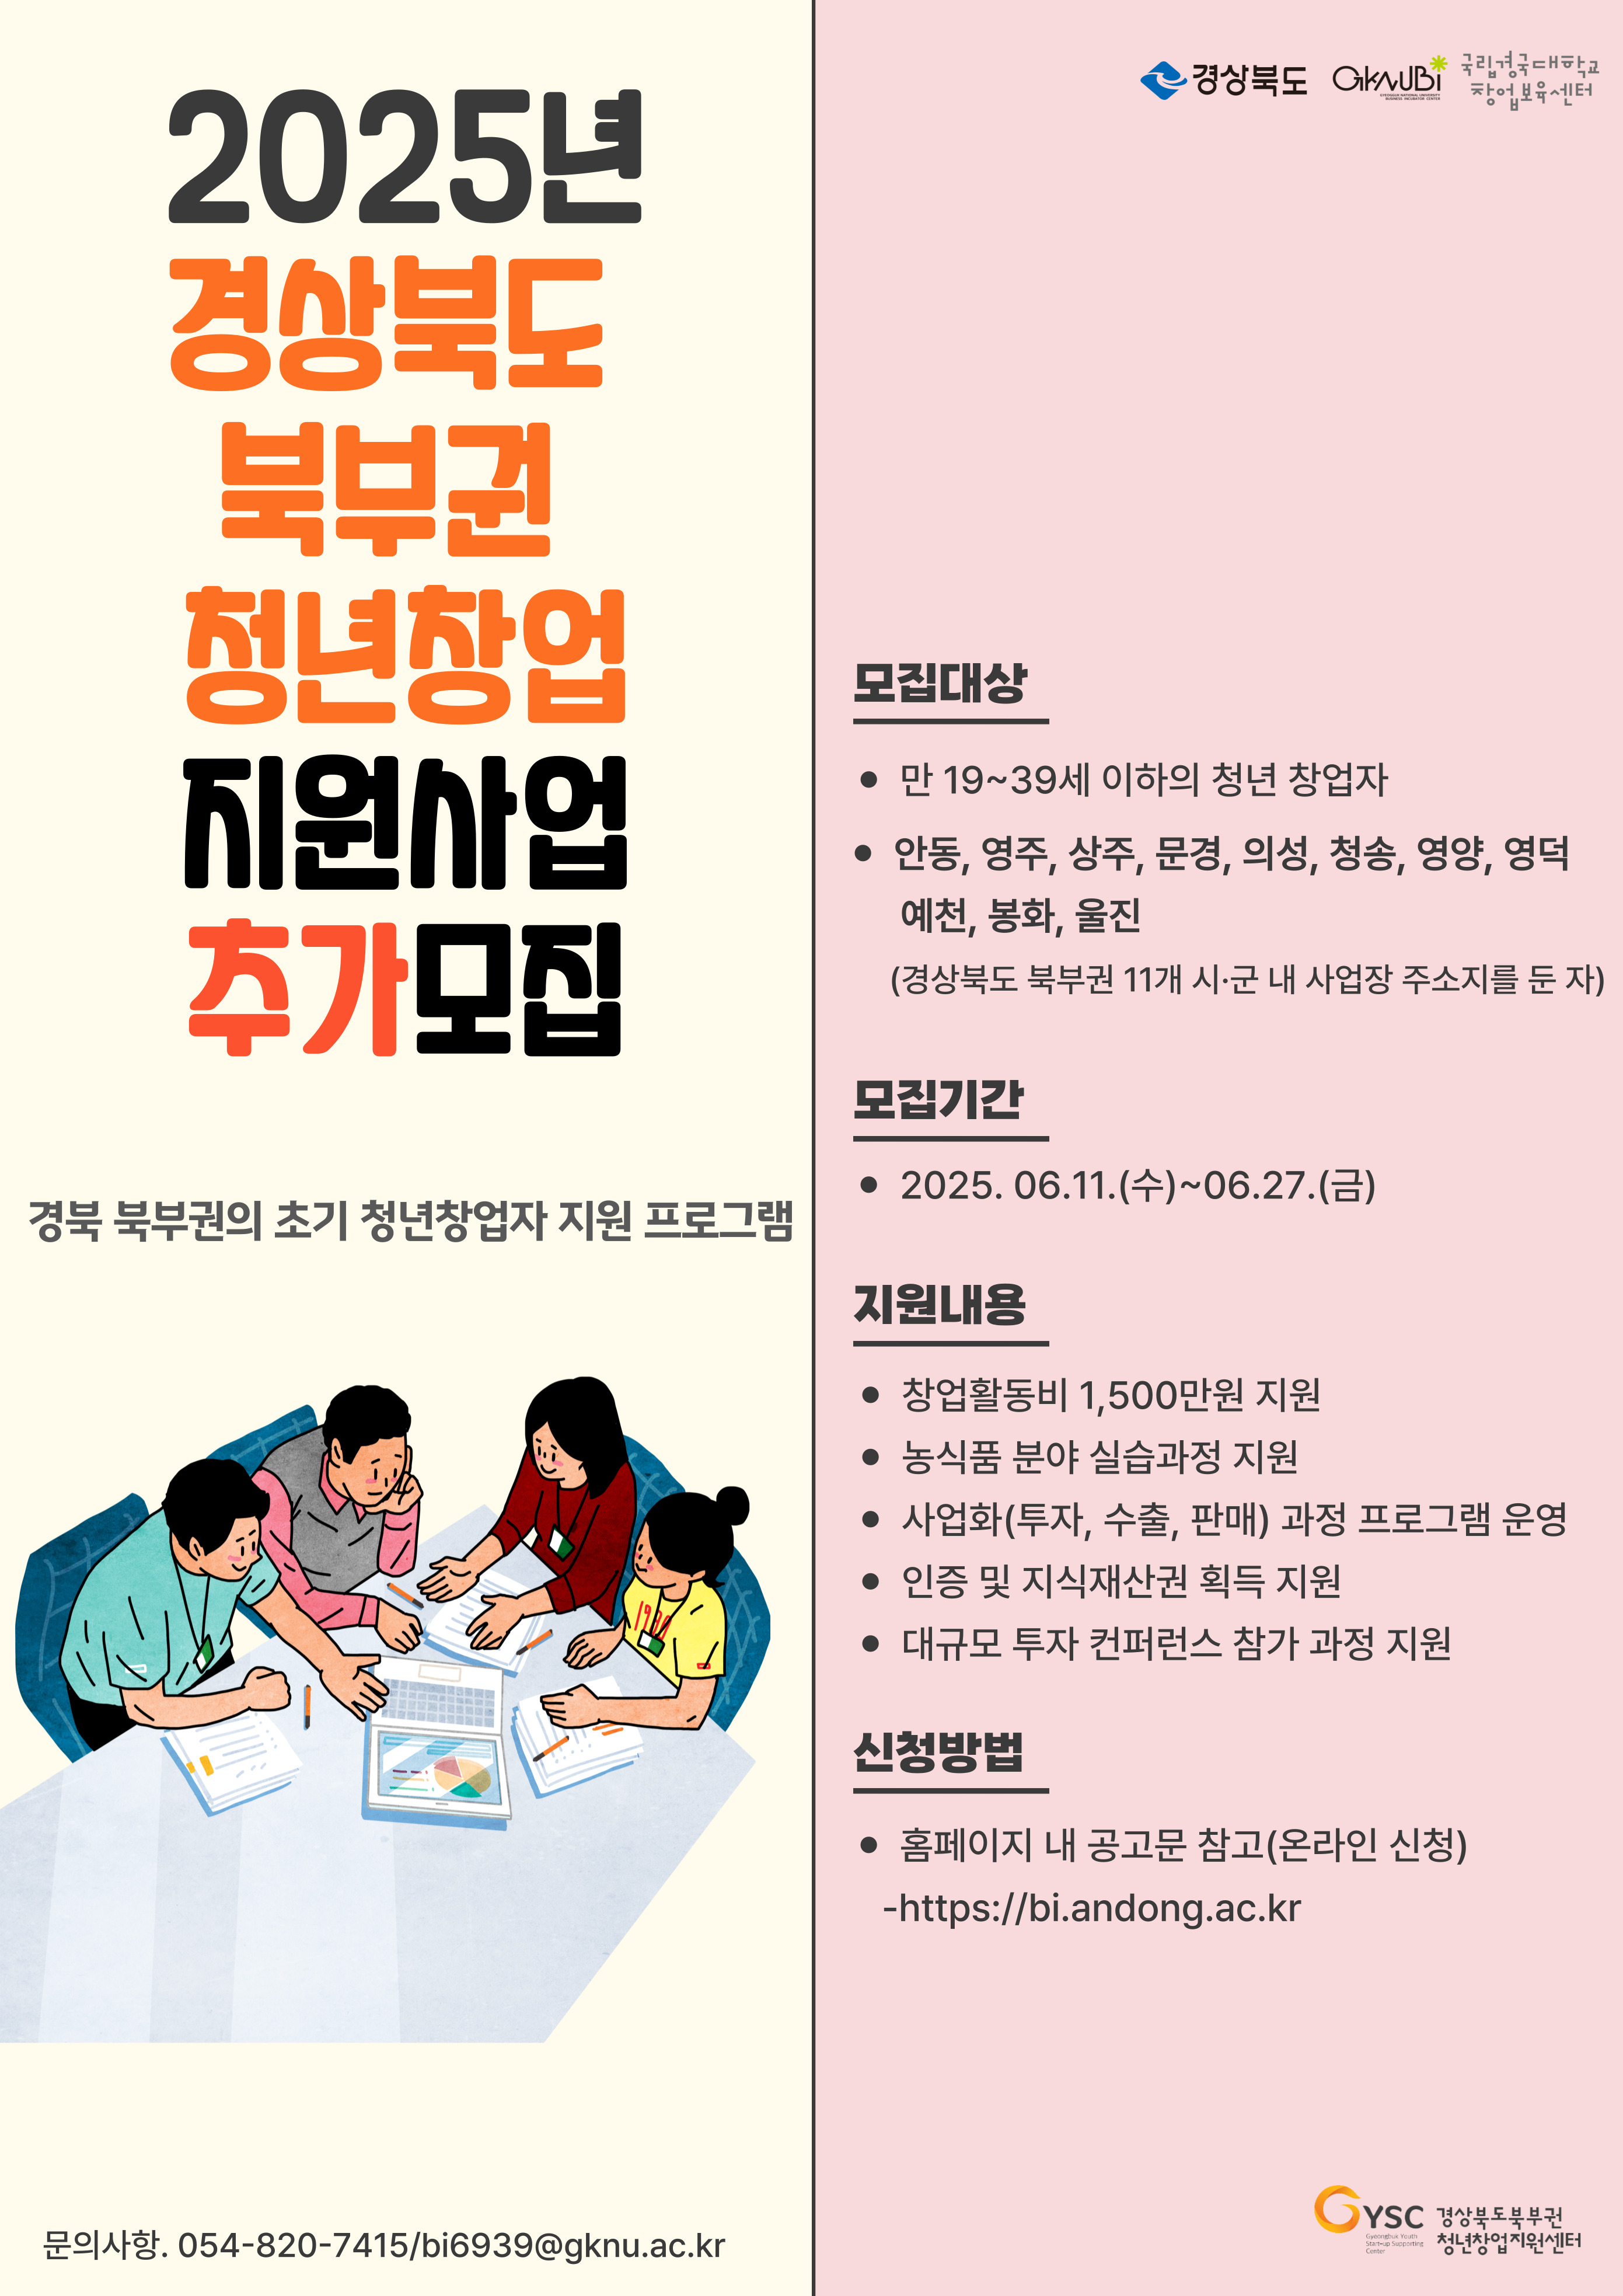 2025년
경상북도
북부권
청년창업
지원사업
추가모집
경북 북부권의 초기 청년창업자 지원 프로그램
1990
문의사항. 054-820-7415/bi6939@gknu.ac.kr
경상북도
GKNUBI
GYEONGKUK NATIONAL UNIVERSITY
BUSINESS INCUBATOR CENTER
국립경국대학교
창업보육센터
모집대상
• 만 19~39세 이하의 청년 창업자
• 안동, 영주, 상주, 문경, 의성, 청송, 영양, 영덕
예천, 봉화, 울진
(경상북도 북부권 11개 시·군 내 사업장 주소지를 둔 자)
모집기간
• 2025. 06.11.(수)~06.27.(금)
지원내용
• 창업활동비 1,500만원 지원
• 농식품 분야 실습과정 지원
• 사업화(투자, 수출, 판매) 과정 프로그램 운영
• 인증 및 지식재산권 획득 지원
• 대규모 투자 컨퍼런스 참가 과정 지원
신청방법
• 홈페이지 내 공고문 참고(온라인 신청)
-https://bi.andong.ac.kr
GYSC
Gyeongbuk Youth
Start-up Supporting
Center
경상북도북부권
청년창업지원센터